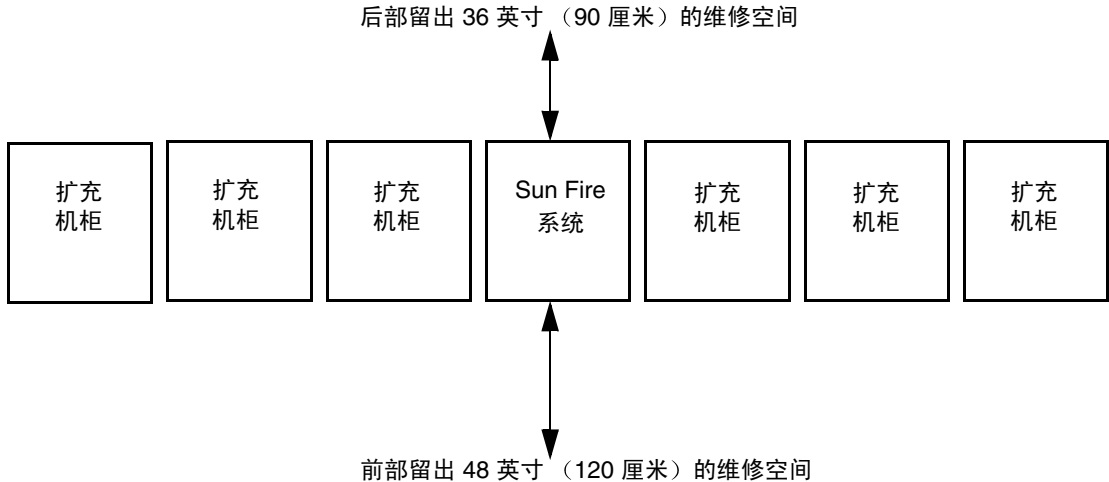 后部留出 36 英寸 （90 厘米）的维修空间
扩充
机柜
扩充
机柜
扩充
机柜
Sun Fire
系统
扩充
机柜
扩充
机柜
扩充
机柜
前部留出 48 英寸 （120 厘米）的维修空间